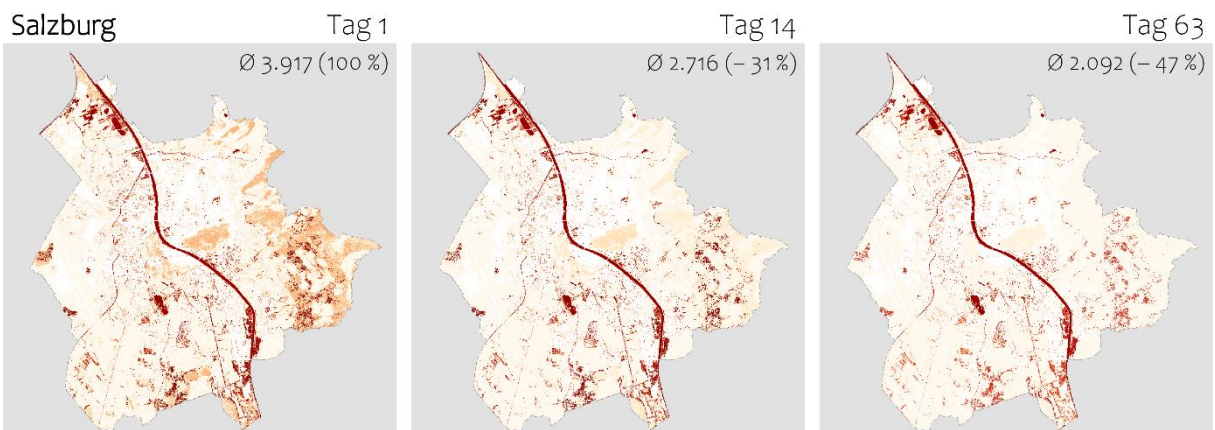 Salzburg
Tag 1
Ø 3.917 (100 %)
Tag 14
Ø 2.716 (– 31 %)
Tag 63
Ø 2.092 (– 47 %)